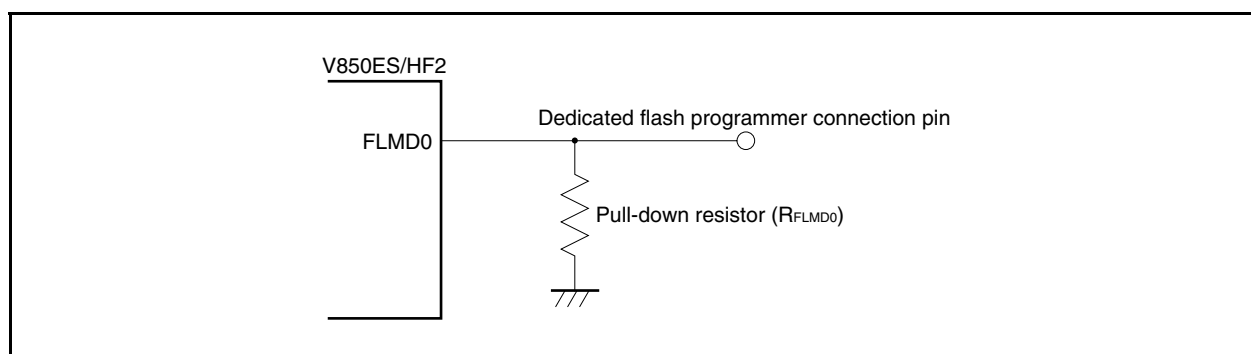 V850ES/HF2
Dedicated flash programmer connection pin
FLMD0
Pull-down resistor (RFLMD0)